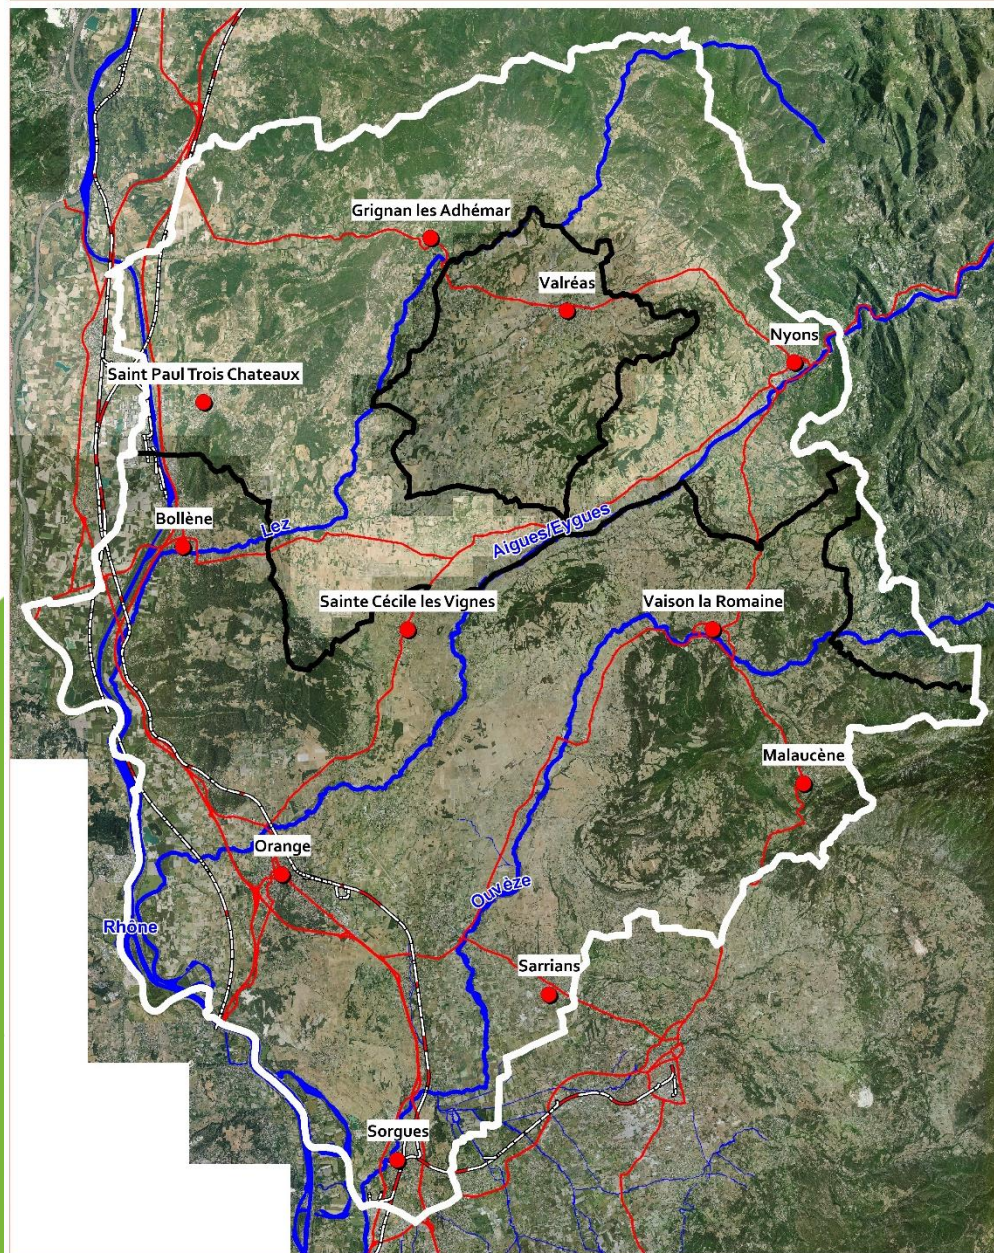 Grignan les Adhémar
Valréas
Nyons
Saint Paul Trois Chateaux
Bollène
Lez
Aigues/Eygues
Sainte Cécile les Vignes
Vaison la Romaine
Malaucène
Orange
Ouvèze
Rhône
Sarrians
Sorgues